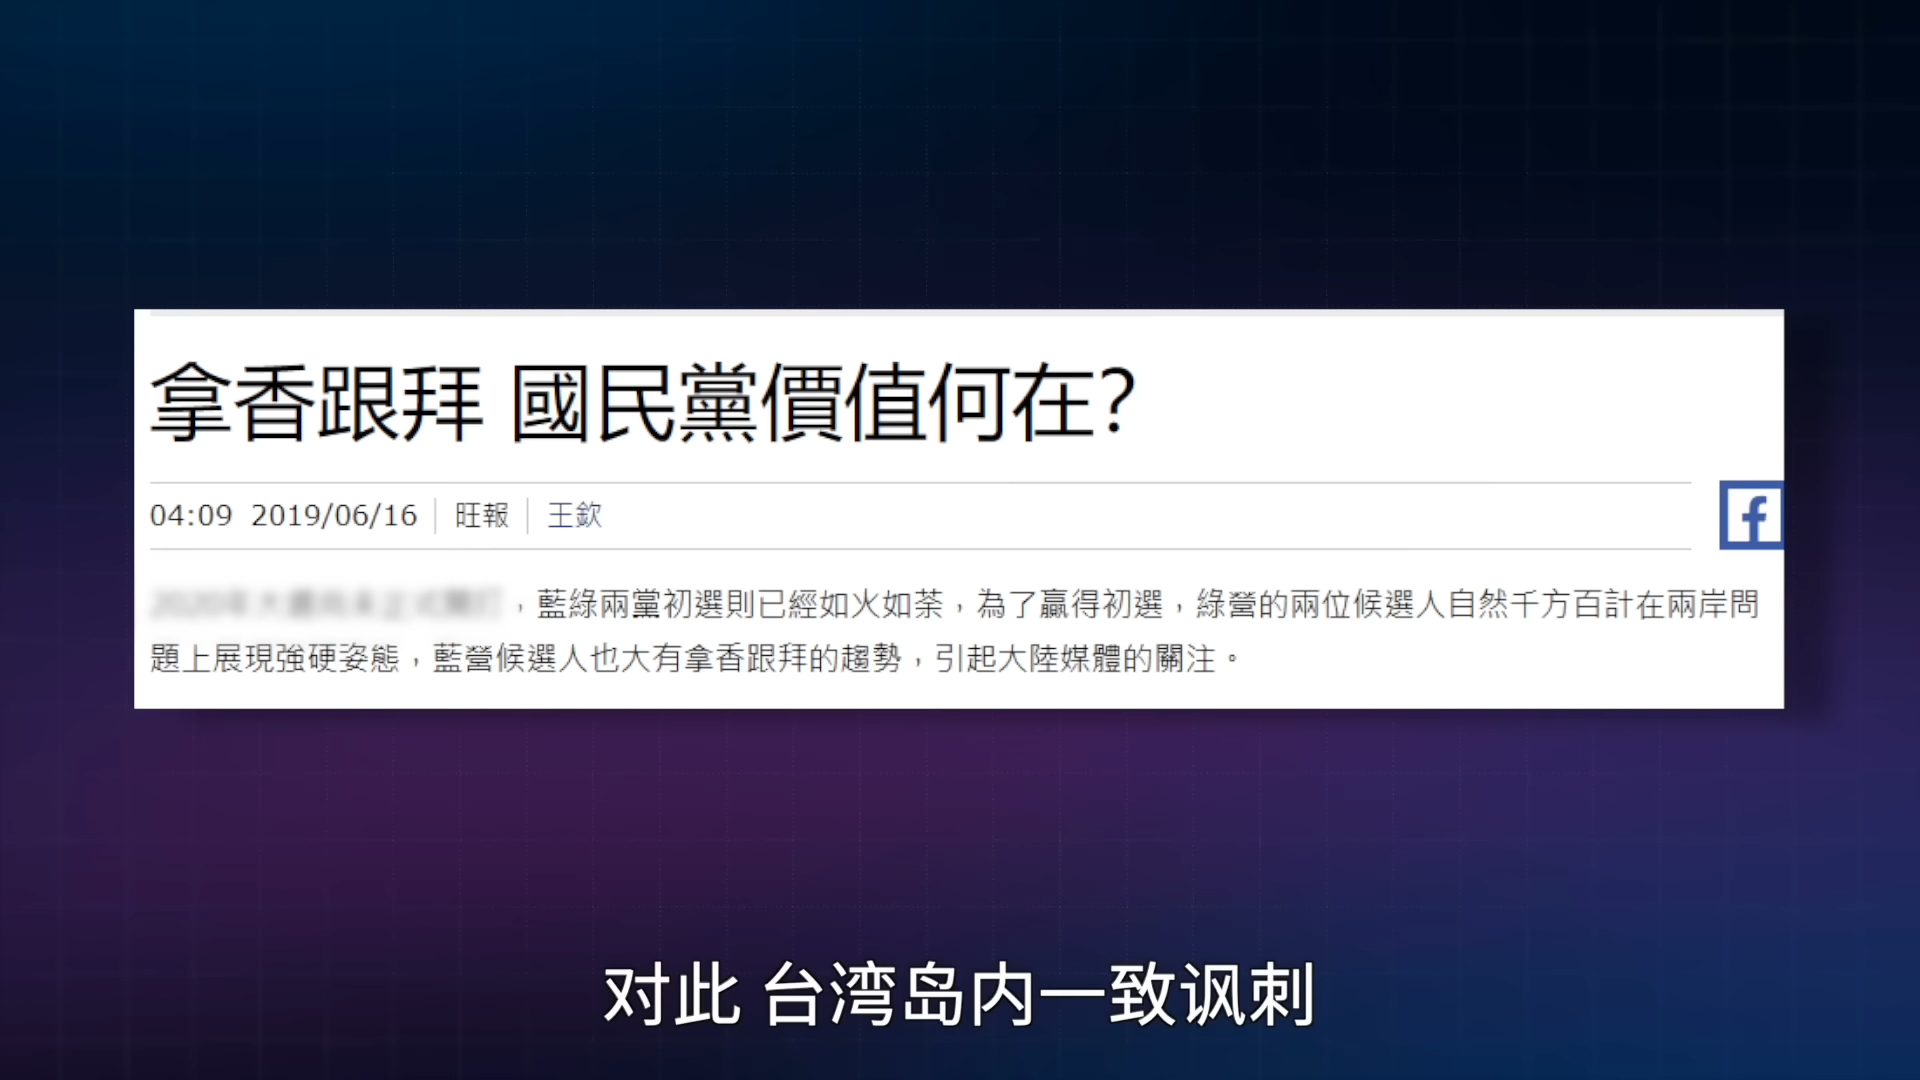 拿香跟拜 國民黨價值何在?
04:09 2019/06/16 | 旺報 | 王欽
，藍綠兩黨初選則已經如火如荼，為了贏得初選，綠營的兩位候選人自然千方百計在兩岸問
題上展現強硬姿態，藍營候選人也大有拿香跟拜的趨勢，引起大陸媒體的關注。
对此 台湾岛内一致讽刺